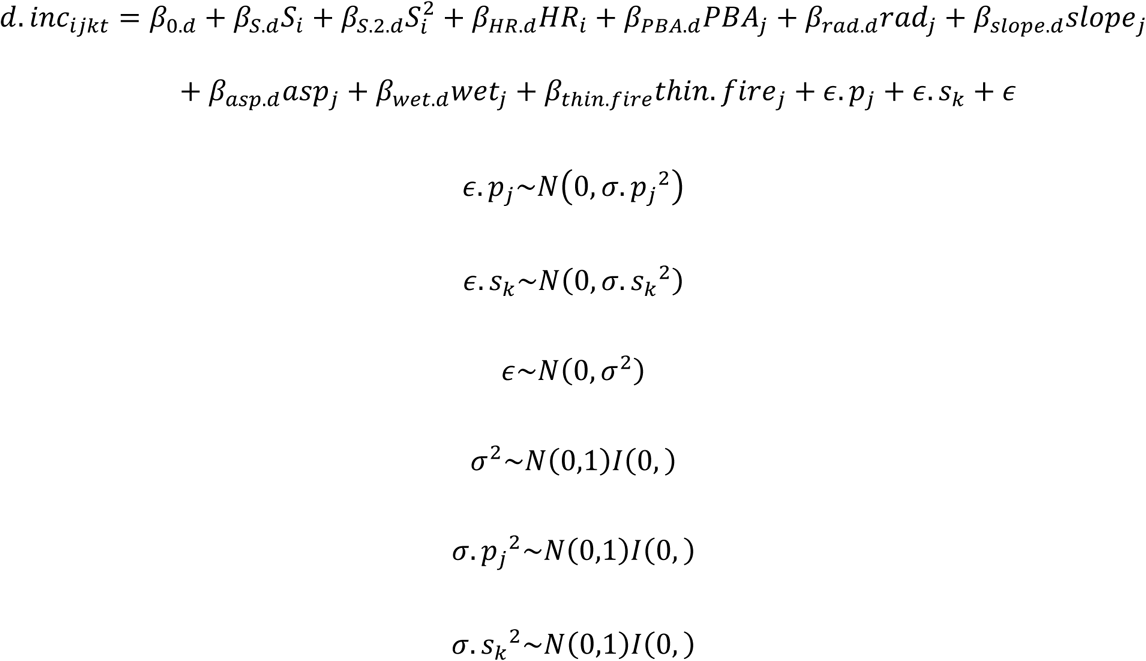 d.inc_{ijkt} = β_{0.d} + β_{S.d}S_i + β_{S.2.d}S_i^2 + β_{HR.d}HR_i + β_{PBA.d}PBA_j + β_{rad.d}rad_j + β_{slope.d}slope_j
+ β_{asp.d}asp_j + β_{wet.d}wet_j + β_{thin.fire}thin.fire_j + ϵ.p_j + ϵ.s_k + ϵ
ϵ.p_j~N(0, σ.p_j^2)
ϵ.s_k~N(0, σ.s_k^2)
ϵ~N(0, σ^2)
σ^2~N(0,1)I(0,)
σ.p_j^2~N(0,1)I(0,)
σ.s_k^2~N(0,1)I(0,)